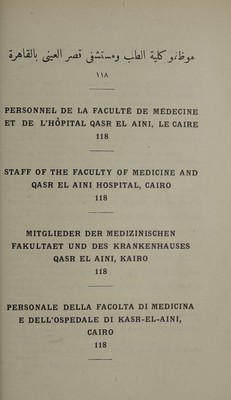 موظفو كلية الطب ومستشفى قصر العينى بالقاهرة
١١٨
PERSONNEL DE LA FACULTÉ DE MÉDECINE
ET DE L'HÔPITAL QASR EL AINI, LE CAIRE
118
STAFF OF THE FACULTY OF MEDICINE AND
QASR EL AINI HOSPITAL, CAIRO
118
MITGLIEDER DER MEDIZINISCHEN
FAKULTAET UND DES KRANKENHAUSES
QASR EL AINI, KAIRO
118
PERSONALE DELLA FACOLTA DI MEDICINA
E DELL'OSPEDALE DI KASR-EL-AINI,
CAIRO
118